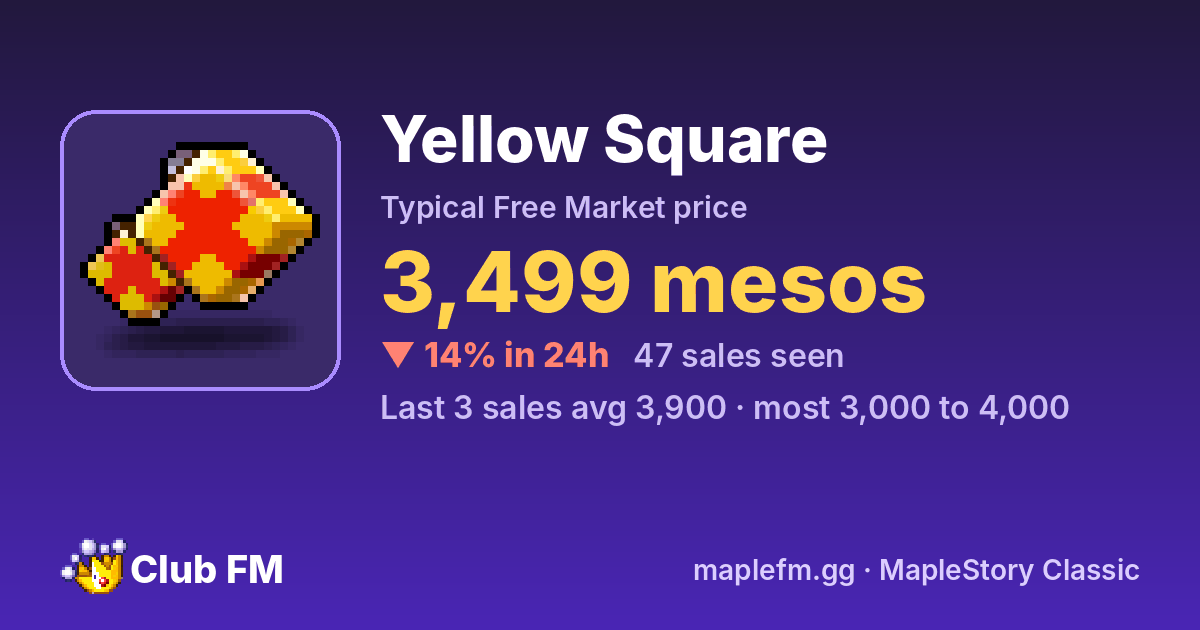 Yellow Square
Typical Free Market price
3,499 mesos
▼ 14% in 24h 47 sales seen
Last 3 sales avg 3,900 · most 3,000 to 4,000
Club FM
maplefm.gg · MapleStory Classic